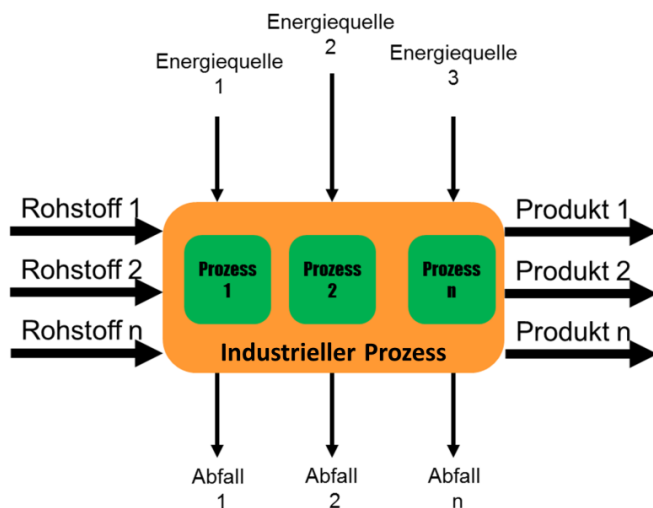 Energiequelle
1
Energiequelle
2
Energiequelle
3
Rohstoff 1
Rohstoff 2
Rohstoff n
Prozess
1
Prozess
2
Prozess
n
Industrieller Prozess
Produkt 1
Produkt 2
Produkt n
Abfall
1
Abfall
2
Abfall
n